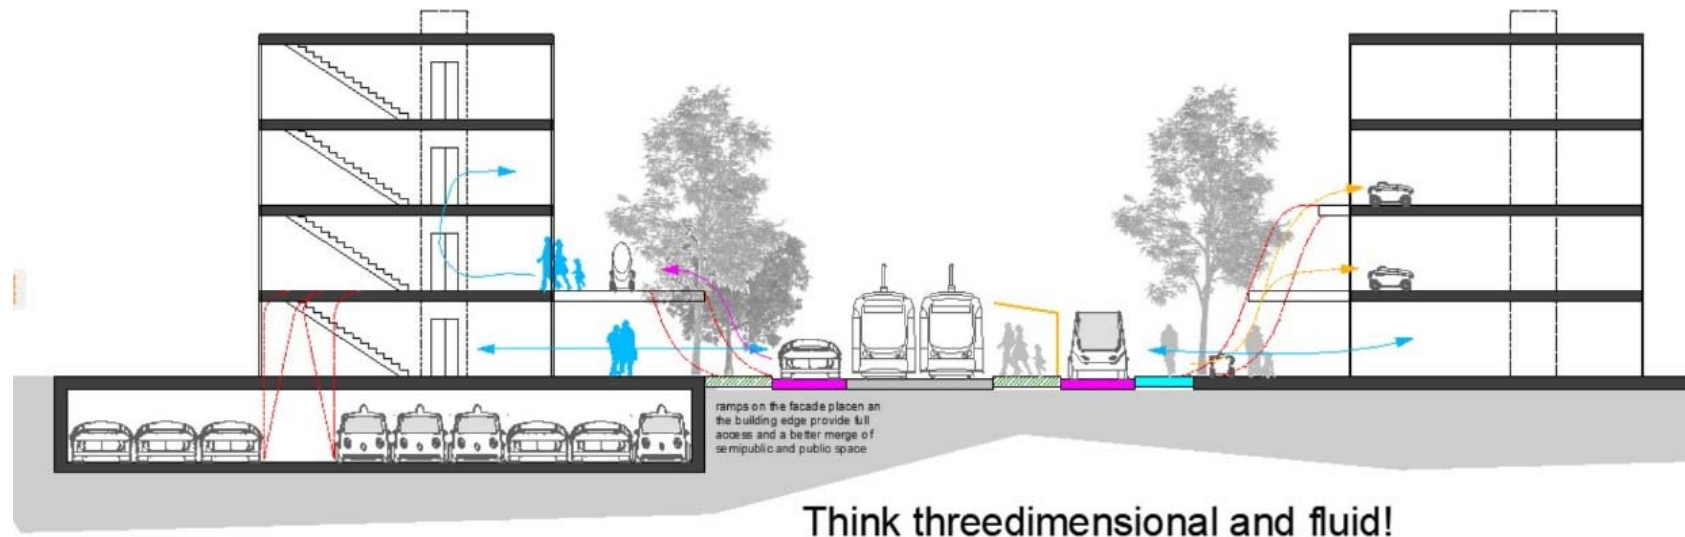 ramps on the facade placen an
the building edge provide full
access and a better merge of
semipublic and public space
Think threedimensional and fluid!